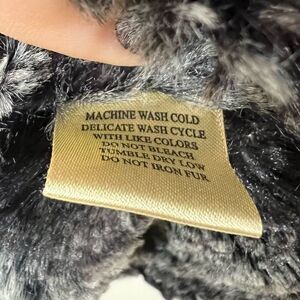 MACHINE WASH COLD
DELICATE WASH CYCLE
WITH LIKE COLORS
DO NOT BLEACH
TUMBLE DRY LOW
DO NOT IRON FUR